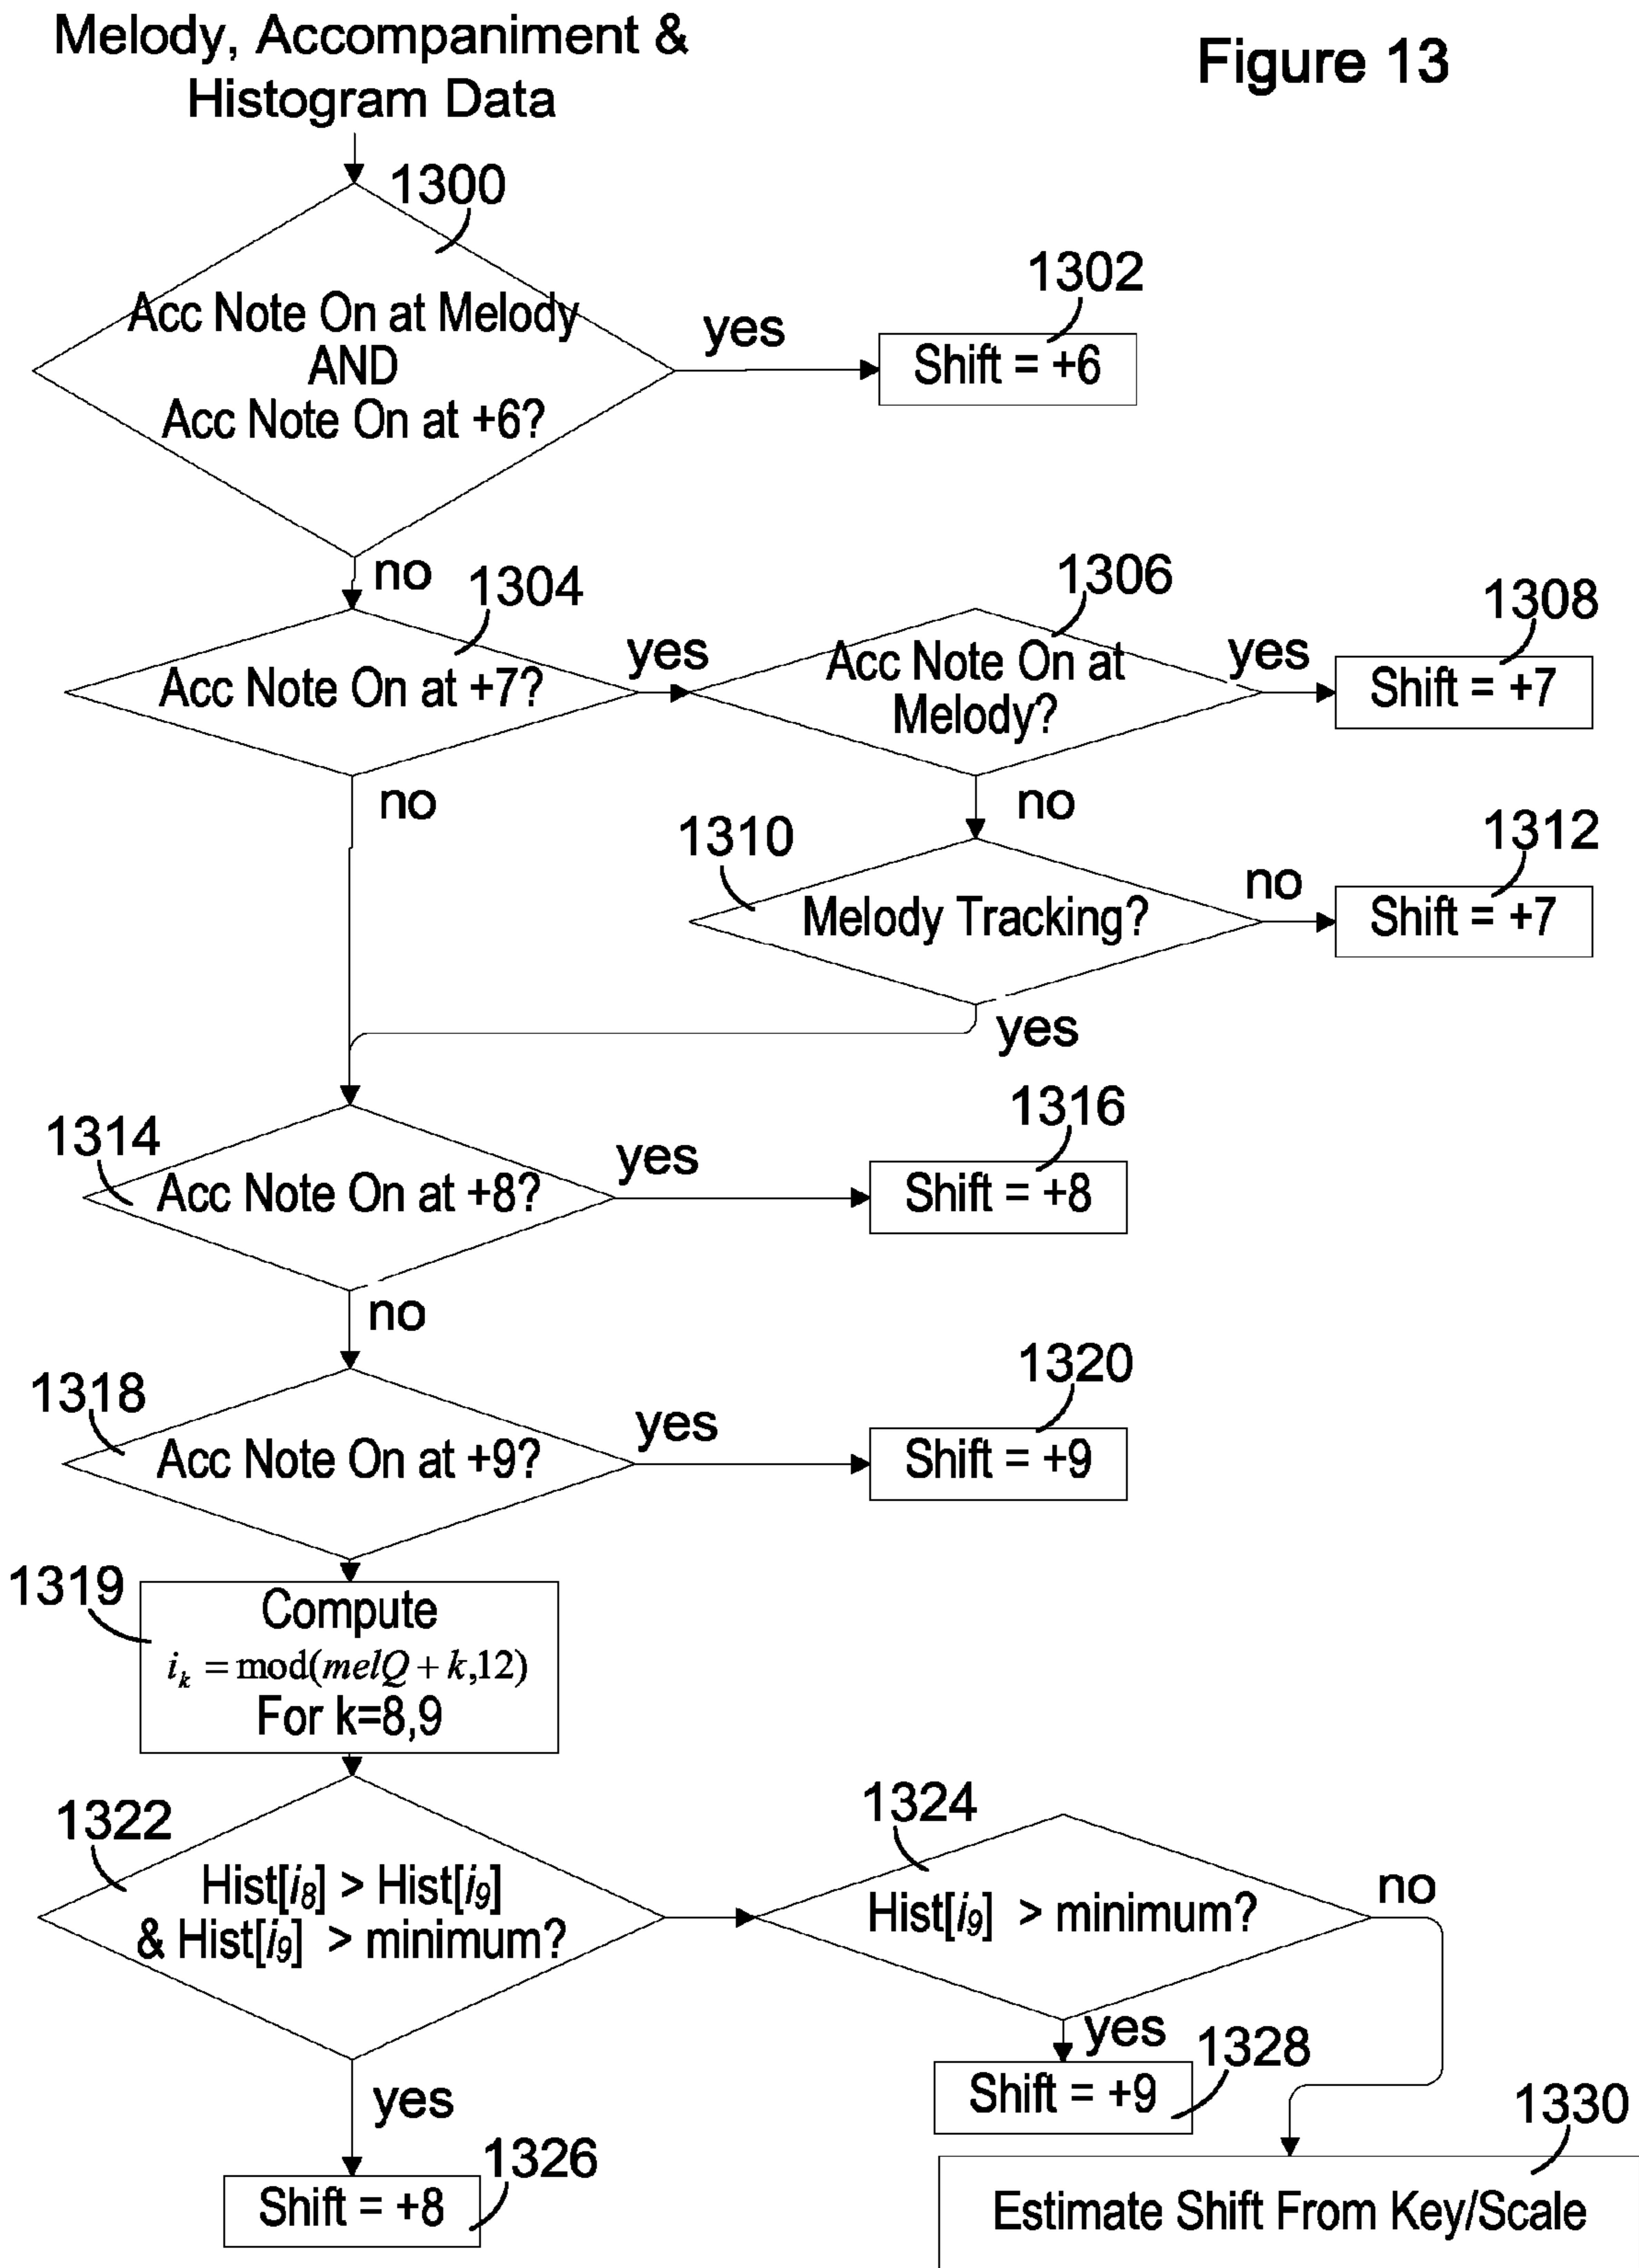 Melody, Accompaniment &
Histogram Data
Figure 13
1300
Acc Note On at Melody
AND
Acc Note On at +6?
yes
1302
Shift = +6
no
1304
Acc Note On at +7?
yes
1306
Acc Note On at
Melody?
yes
1308
Shift = +7
no
no
1310
Melody Tracking?
no
1312
Shift = +7
yes
1314
Acc Note On at +8?
yes
1316
Shift = +8
no
1318
Acc Note On at +9?
yes
1320
Shift = +9
1319
Compute
i_k = mod(melQ + k,12)
For k=8,9
1322
Hist[i8] > Hist[i9]
& Hist[i9] > minimum?
1324
Hist[i9] > minimum?
no
yes
1328
Shift = +9
yes
1326
Shift = +8
1330
Estimate Shift From Key/Scale